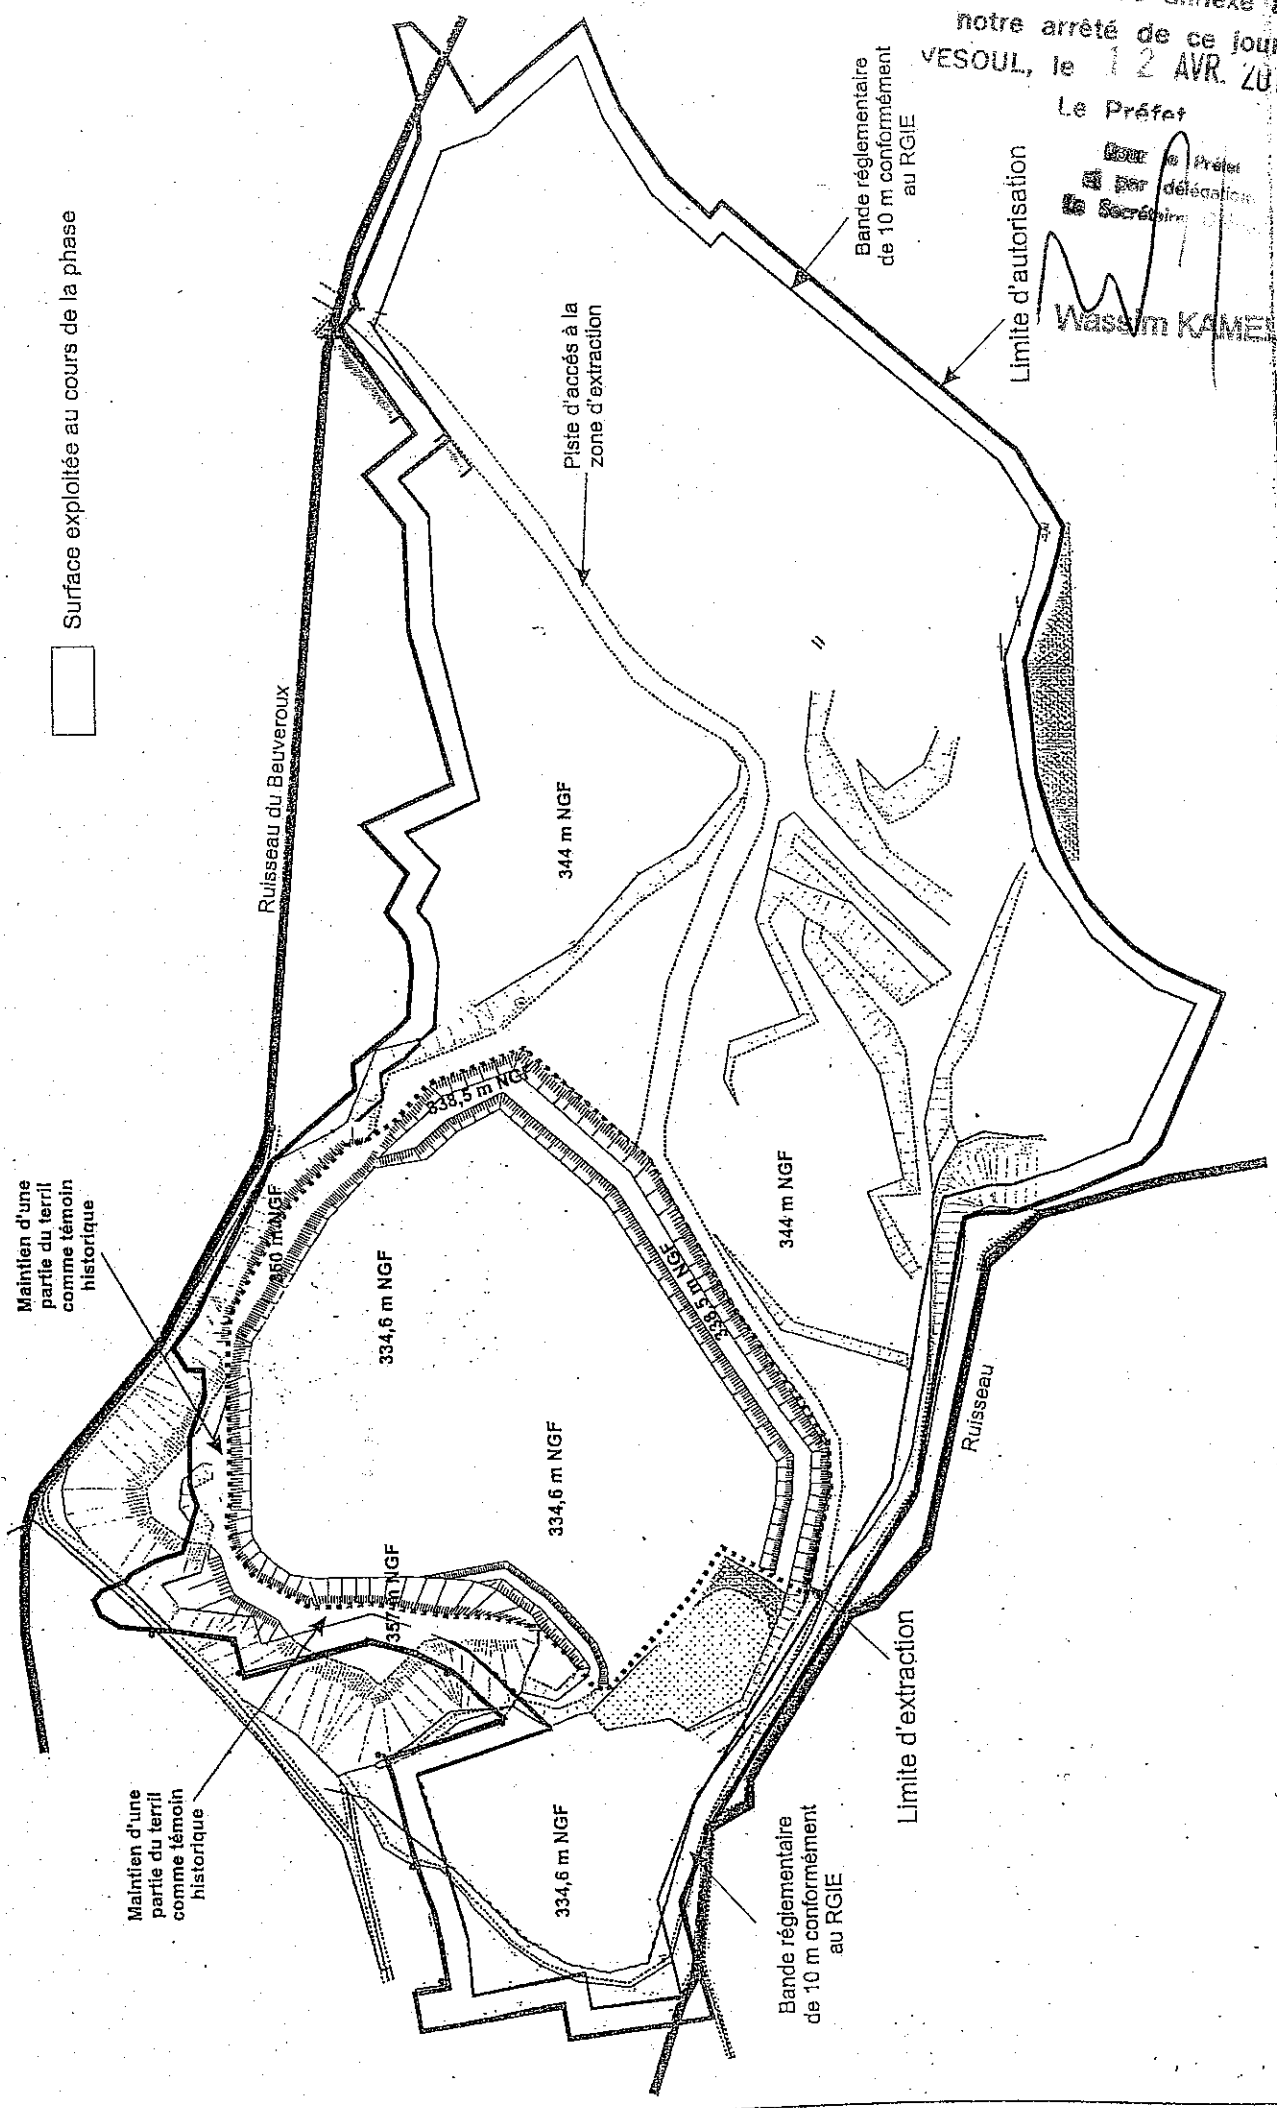 annexe
notre arrêté de ce jour
VESOUL, le 12 AVR.
Le Préfet
Pour le Préfet
et par délégation
Le Secrétaire
Wassim KAMEL
Surface exploitée au cours de la phase
Ruisseau du Beuveroux
Bande réglementaire
de 10 m conformément
au RGIE
Limite d'autorisation
Piste d'accés à la
zone d'extraction
344 m NGF
Maintien d'une
partie du terril
comme témoin
historique
338,5 m NGF
350 m NGF
334,6 m NGF
338,5 m NGF
344 m NGF
334,6 m NGF
357 m NGF
Ruisseau
Limite d'extraction
Maintien d'une
partie du terril
comme témoin
historique
334,6 m NGF
Bande réglementaire
de 10 m conformément
au RGIE